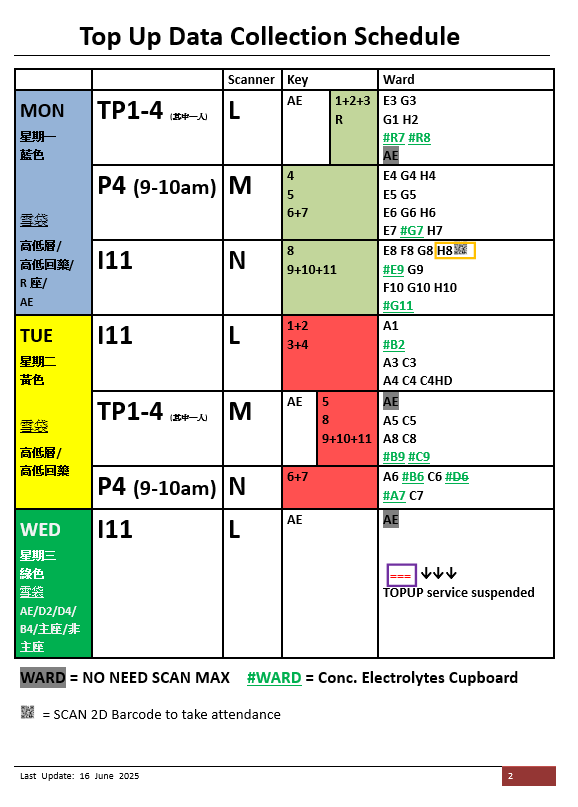 Top Up Data Collection Schedule
Scanner Key Ward
MON
星期一
藍色
雪袋
高低層/
高低回築/
R 座/
AE
TP1-4 (其中一人) L AE 1+2+3
R
E3 G3
G1 H2
#R7 #R8
AE
P4 (9-10am) M 4
5
6+7
E4 G4 H4
E5 G5
E6 G6 H6
E7 #G7 H7
I11 N 8
9+10+11
E8 F8 G8 H8
#E9 G9
F10 G10 H10
#G11
TUE
星期二
黃色
雪袋
高低層/
高低回築
I11 L 1+2
3+4
A1
#B2
A3 C3
A4 C4 C4HD
TP1-4 (其中一人) M AE 5
8
9+10+11
AE
A5 C5
A8 C8
#B9 #C9
P4 (9-10am) N 6+7
A6 #B6 C6 #D6
#A7 C7
WED
星期三
綠色
雪袋
AE/D2/D4/
B4/主座/非
主座
I11 L AE
AE
=== ↓↓↓
TOPUP service suspended
WARD = NO NEED SCAN MAX #WARD = Conc. Electrolytes Cupboard
= SCAN 2D Barcode to take attendance
Last Update: 16 June 2025 2